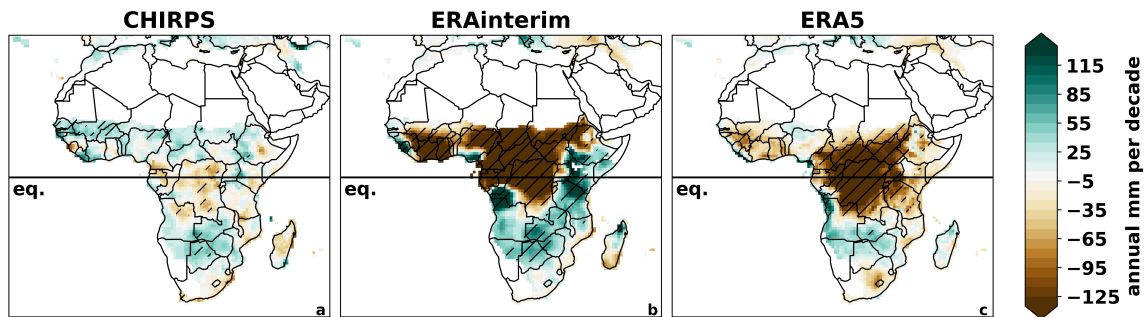 CHIRPS
ERAinterim
ERA5
eq.
eq.
eq.
a
b
c
115
85
55
25
−5
−35
−65
−95
−125
annual mm per decade